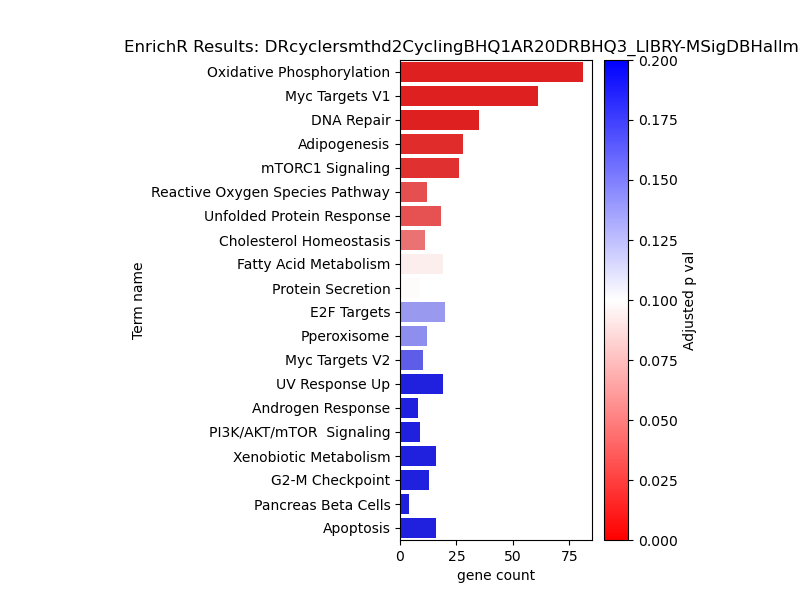 EnrichR Results: DRcyclersmthd2CyclingBHQ1AR20DRBHQ3_LIBRY-MSigDBHallm
Oxidative Phosphorylation
Myc Targets V1
DNA Repair
Adipogenesis
mTORC1 Signaling
Reactive Oxygen Species Pathway
Unfolded Protein Response
Cholesterol Homeostasis
Fatty Acid Metabolism
Protein Secretion
E2F Targets
Pperoxisome
Myc Targets V2
UV Response Up
Androgen Response
PI3K/AKT/mTOR  Signaling
Xenobiotic Metabolism
G2-M Checkpoint
Pancreas Beta Cells
Apoptosis
Term name
0 25 50 75
gene count
0.200
0.175
0.150
0.125
0.100
0.075
0.050
0.025
0.000
Adjusted p val